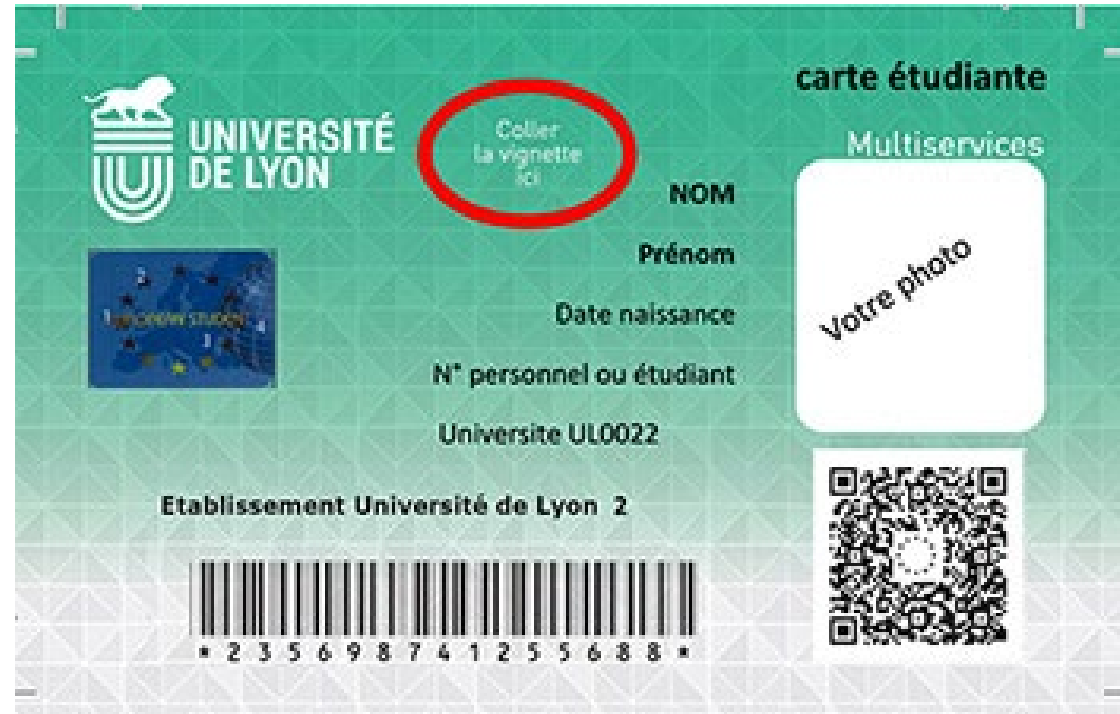 carte étudiante
Multiservices
UNIVERSITÉ
DE LYON
Coller
la vignette
ici
NOM
Prénom
Date naissance
N° personnel ou étudiant
Universite UL0022
Etablissement Université de Lyon 2
Votre photo
* 2 3 5 6 9 8 7 4 1 2 5 5 6 8 8 *